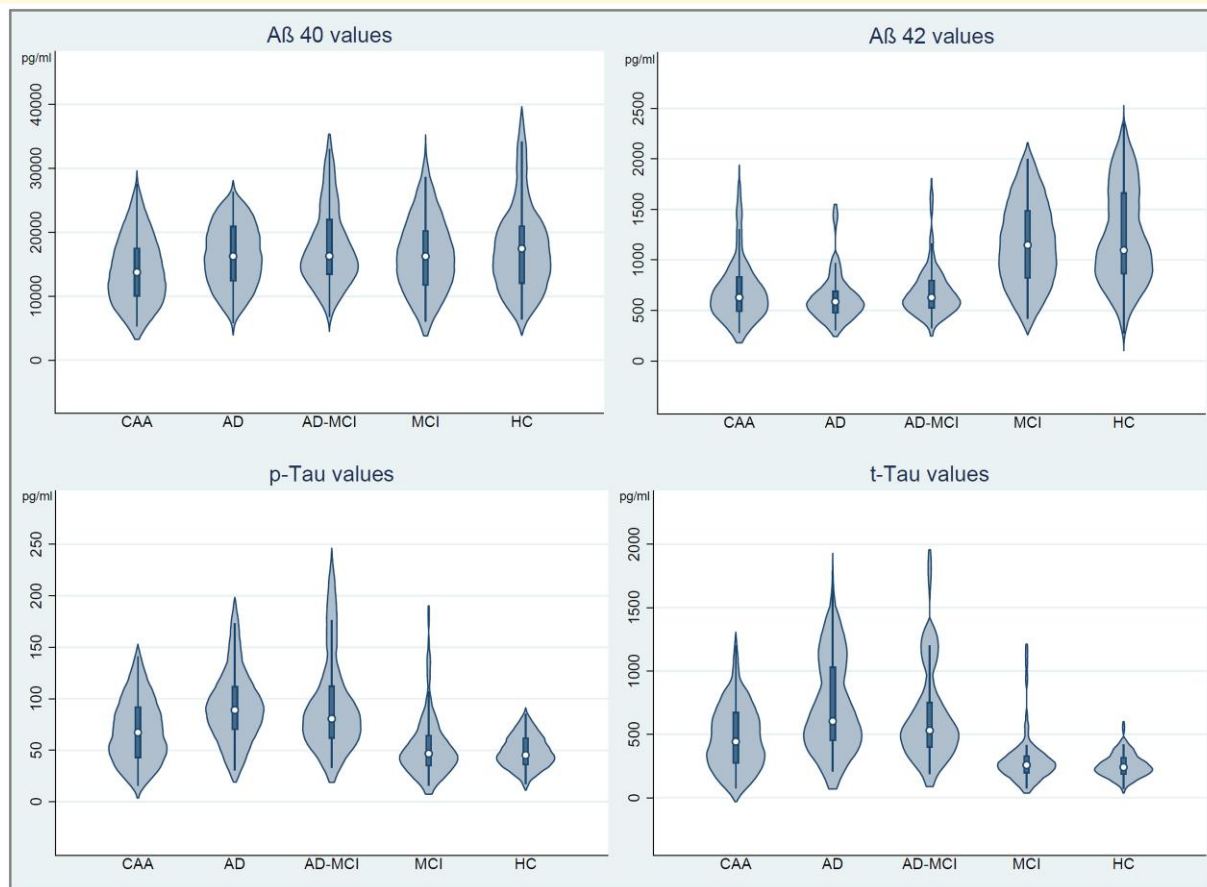 Aß 40 values
pg/ml
40000
30000
20000
10000
0
CAA AD AD-MCI MCI HC
Aß 42 values
pg/ml
2500
2000
1500
1000
500
0
CAA AD AD-MCI MCI HC
p-Tau values
pg/ml
250
200
150
100
50
0
CAA AD AD-MCI MCI HC
t-Tau values
pg/ml
2000
1500
1000
500
0
CAA AD AD-MCI MCI HC